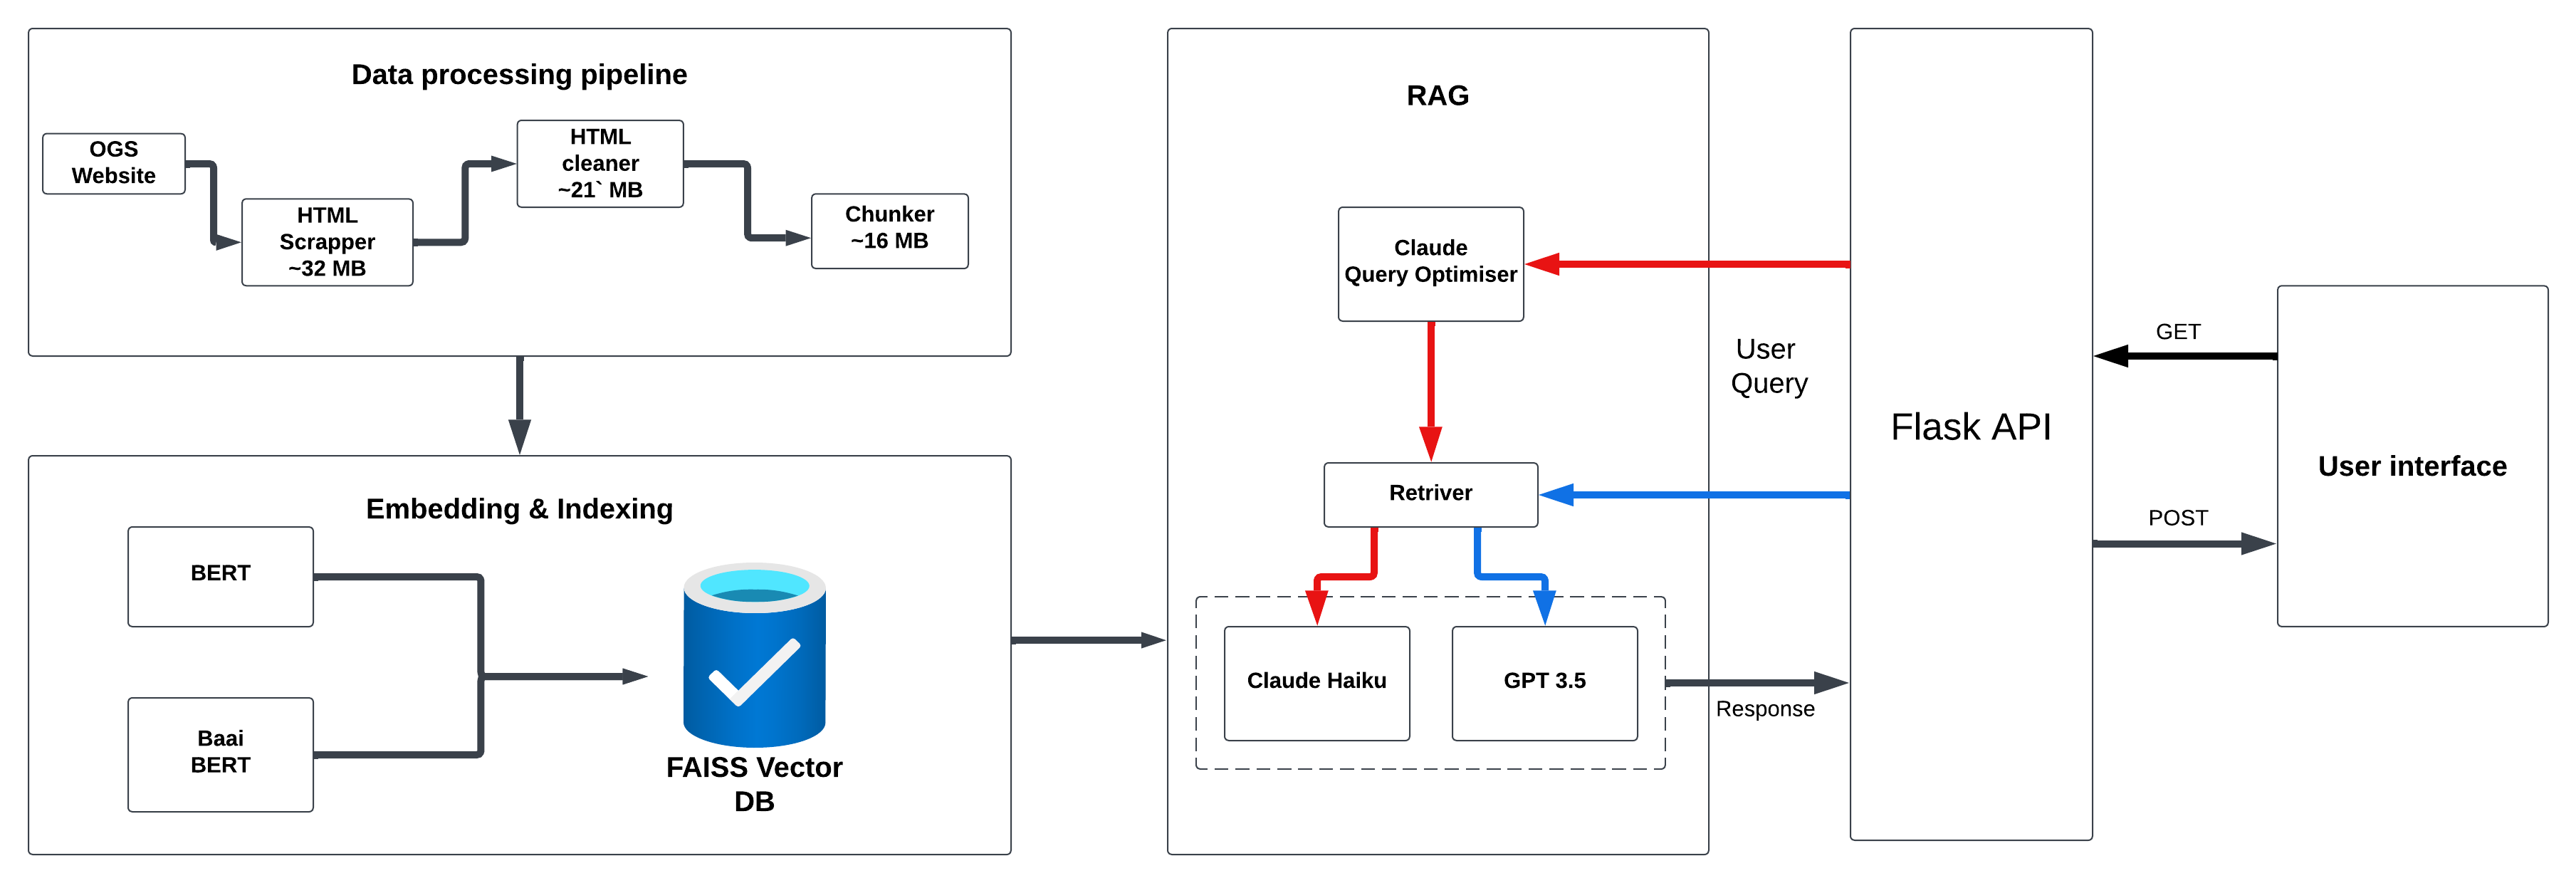 Data processing pipeline
OGS
Website
HTML
Scrapper
~32 MB
HTML
cleaner
~21` MB
Chunker
~16 MB
Embedding & Indexing
BERT
Baai
BERT
FAISS Vector
DB
RAG
Claude
Query Optimiser
Retriver
Claude Haiku
GPT 3.5
User
Query
Response
Flask API
GET
POST
User interface